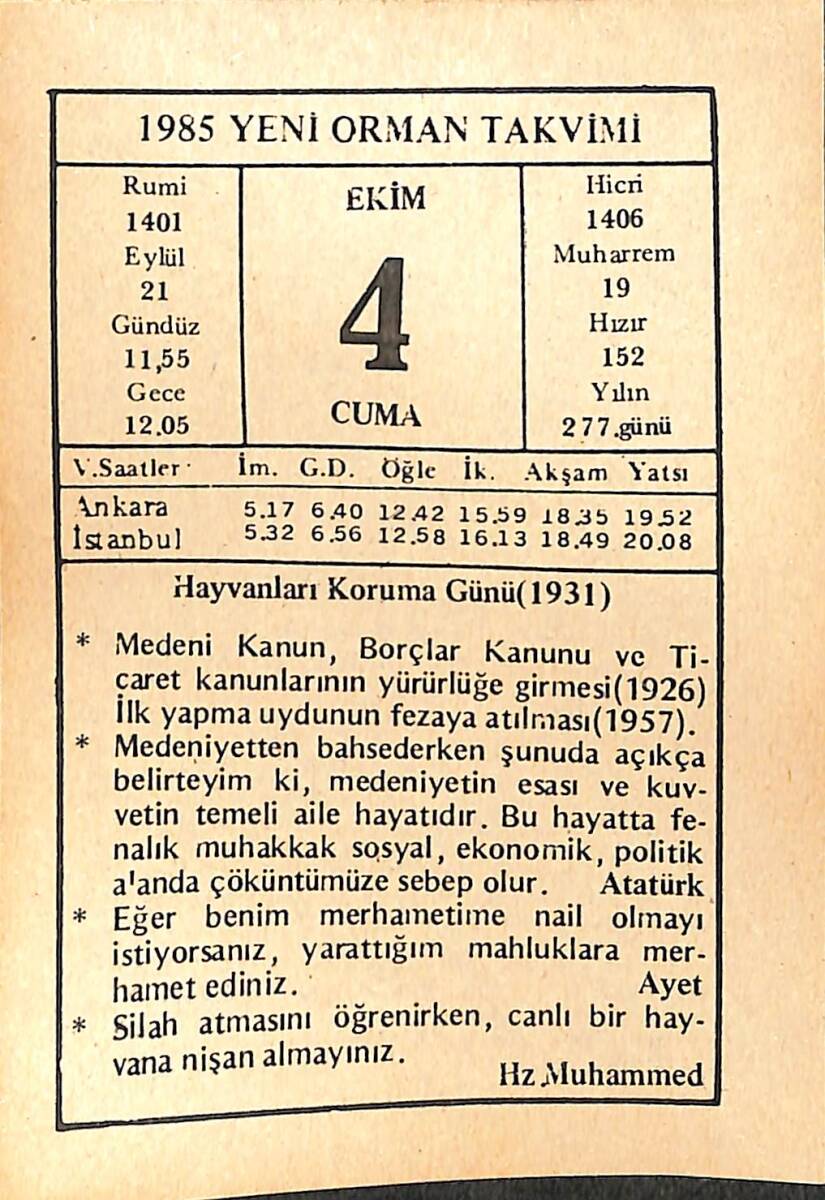 1985 YENİ ORMAN TAKVİMİ
Rumi
1401
Eylül
21
Gündüz
11,55
Gece
12.05
EKİM
4
CUMA
Hicri
1406
Muharrem
19
Hızır
152
Yılın
277.günü
V.Saatler İm. G.D. Öğle İk. Akşam Yatsı
Ankara 5.17 6.40 12.42 15.59 18.35 19.52
İstanbul 5.32 6.56 12.58 16.13 18.49 20.08
Hayvanları Koruma Günü(1931)
* Medeni Kanun, Borçlar Kanunu ve Ti-
caret kanunlarının yürürlüğe girmesi(1926)
İlk yapma uydunun fezaya atılması(1957).
* Medeniyetten bahsederken şunuda açıkça
belirteyim ki, medeniyetin esası ve kuv-
vetin temeli aile hayatıdır. Bu hayatta fe-
nalık muhakkak sosyal, ekonomik, politik
a'anda çöküntümüze sebep olur. Atatürk
* Eğer benim merhametime nail olmayı
istiyorsanız, yarattığım mahluklara mer-
hamet ediniz. Ayet
* Silah atmasını öğrenirken, canlı bir hay-
vana nişan almayınız.
Hz.Muhammed